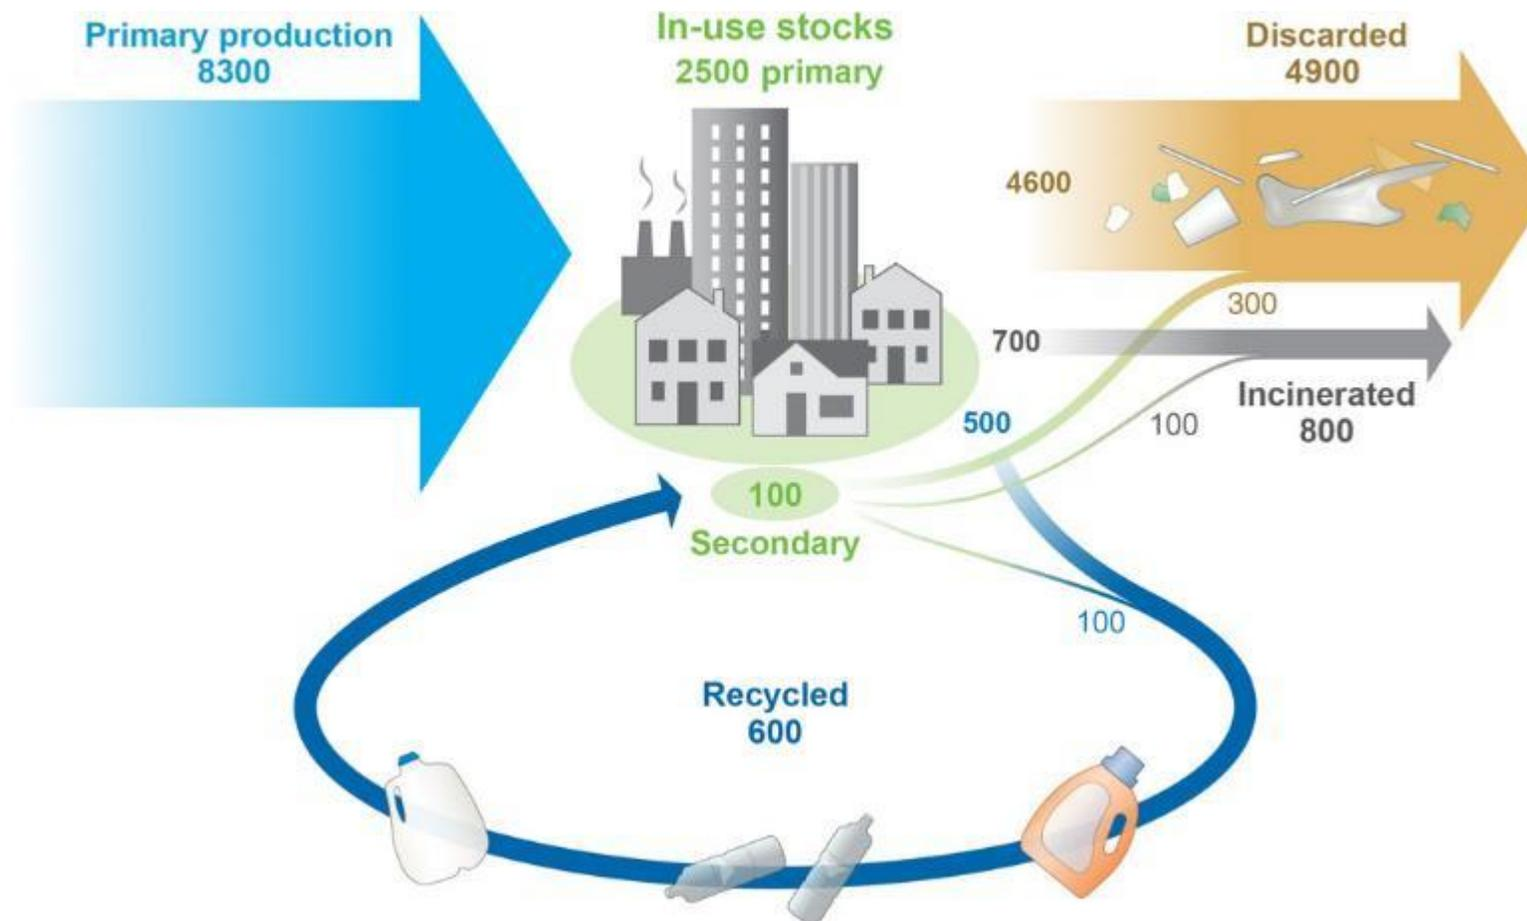 Primary production
8300
In-use stocks
2500 primary
Discarded
4900
4600
300
700
Incinerated
800
500
100
100
Secondary
100
Recycled
600